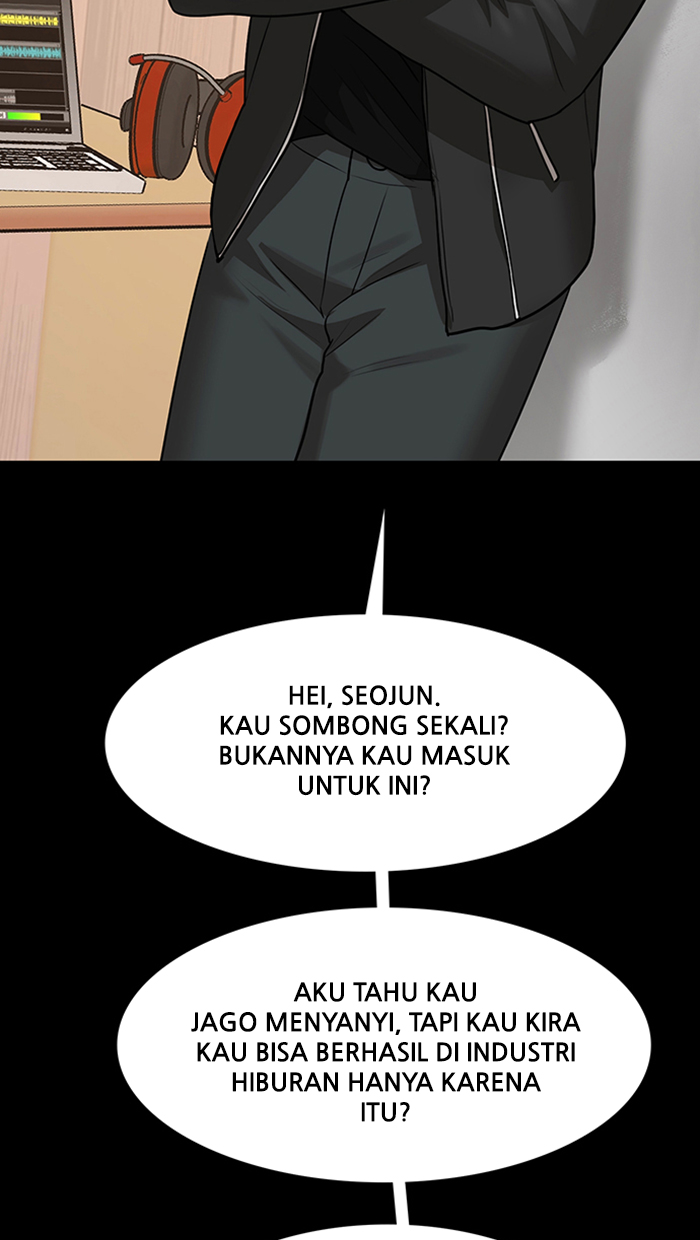 HEI, SEOJUN.
KAU SOMBONG SEKALI?
BUKANNYA KAU MASUK
UNTUK INI?
AKU TAHU KAU
JAGO MENYANYI, TAPI KAU KIRA
KAU BISA BERHASIL DI INDUSTRI
HIBURAN HANYA KARENA
ITU?